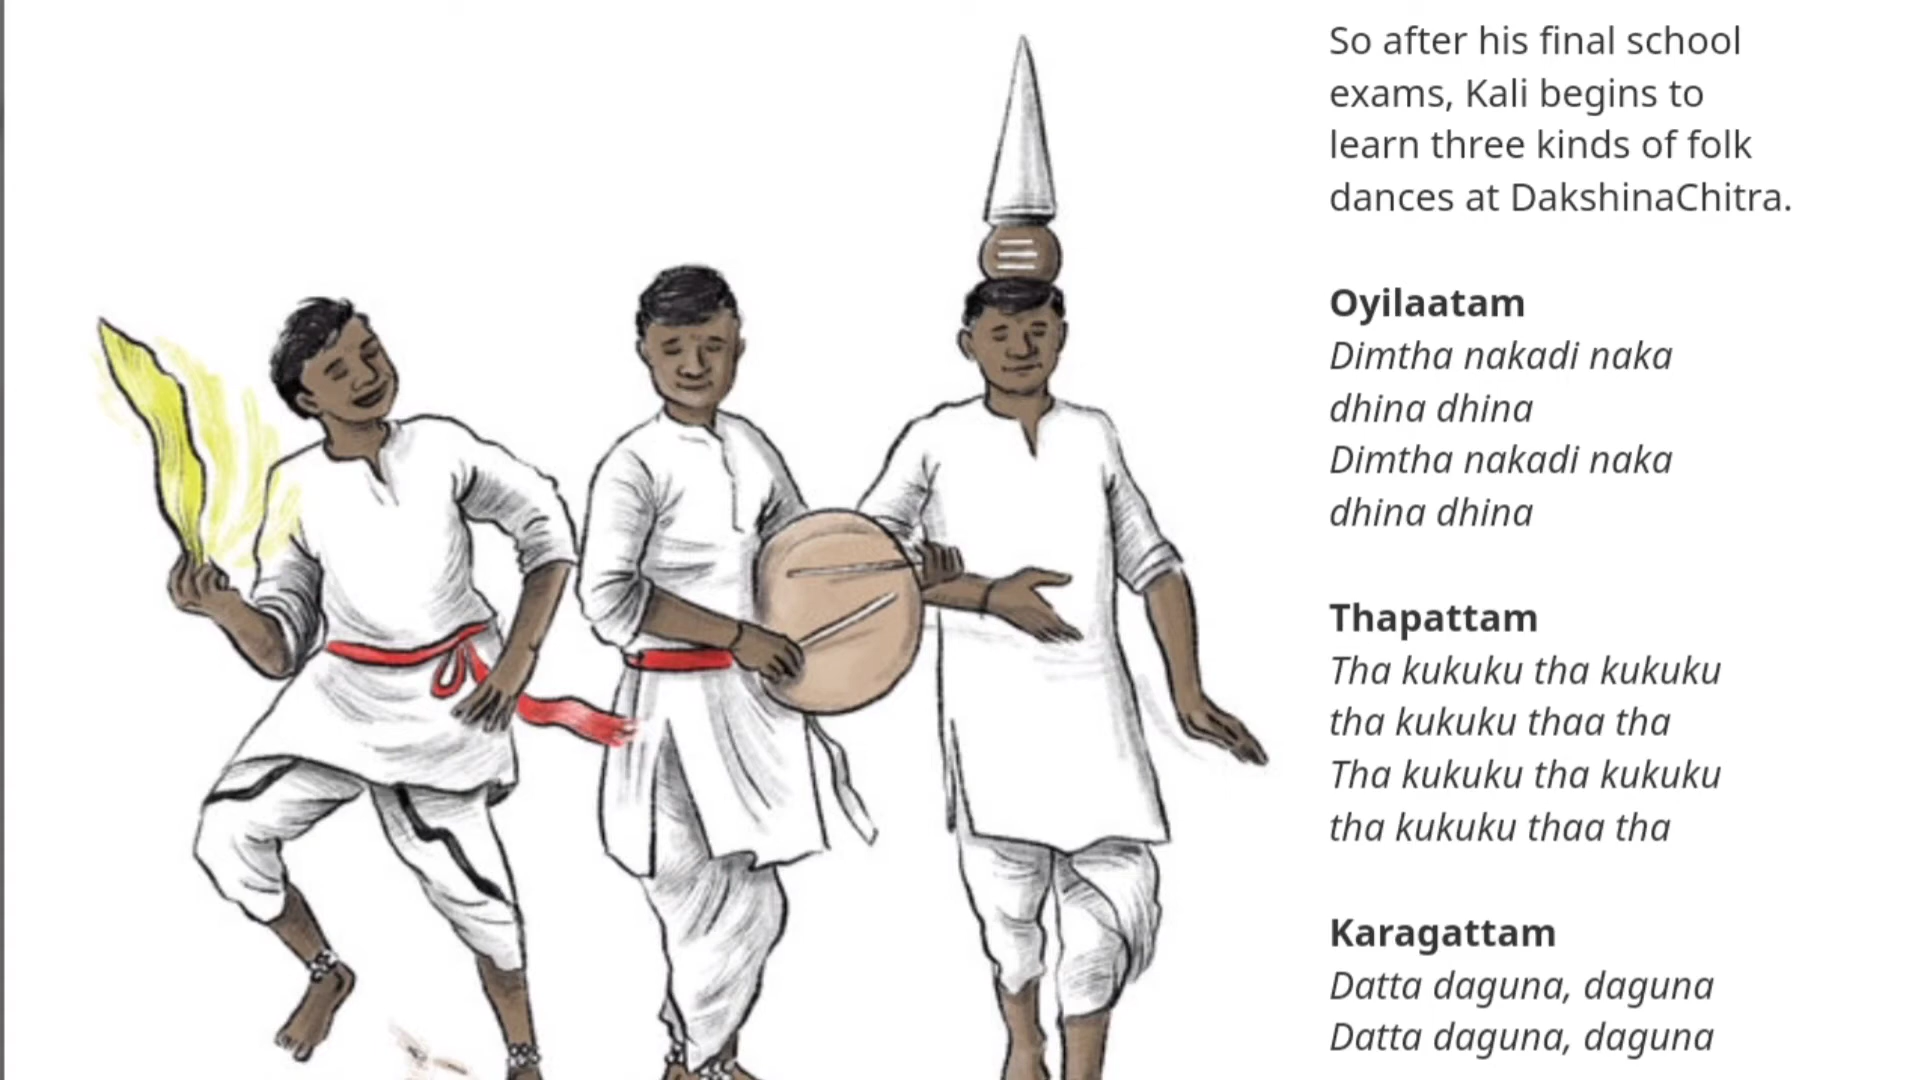 So after his final school
exams, Kali begins to
learn three kinds of folk
dances at DakshinaChitra.
Oyilaatam
Dimtha nakadi naka
dhina dhina
Dimtha nakadi naka
dhina dhina
Thapattam
Tha kukuku tha kukuku
tha kukuku thaa tha
Tha kukuku tha kukuku
tha kukuku thaa tha
Karagattam
Datta daguna, daguna
Datta daguna, daguna